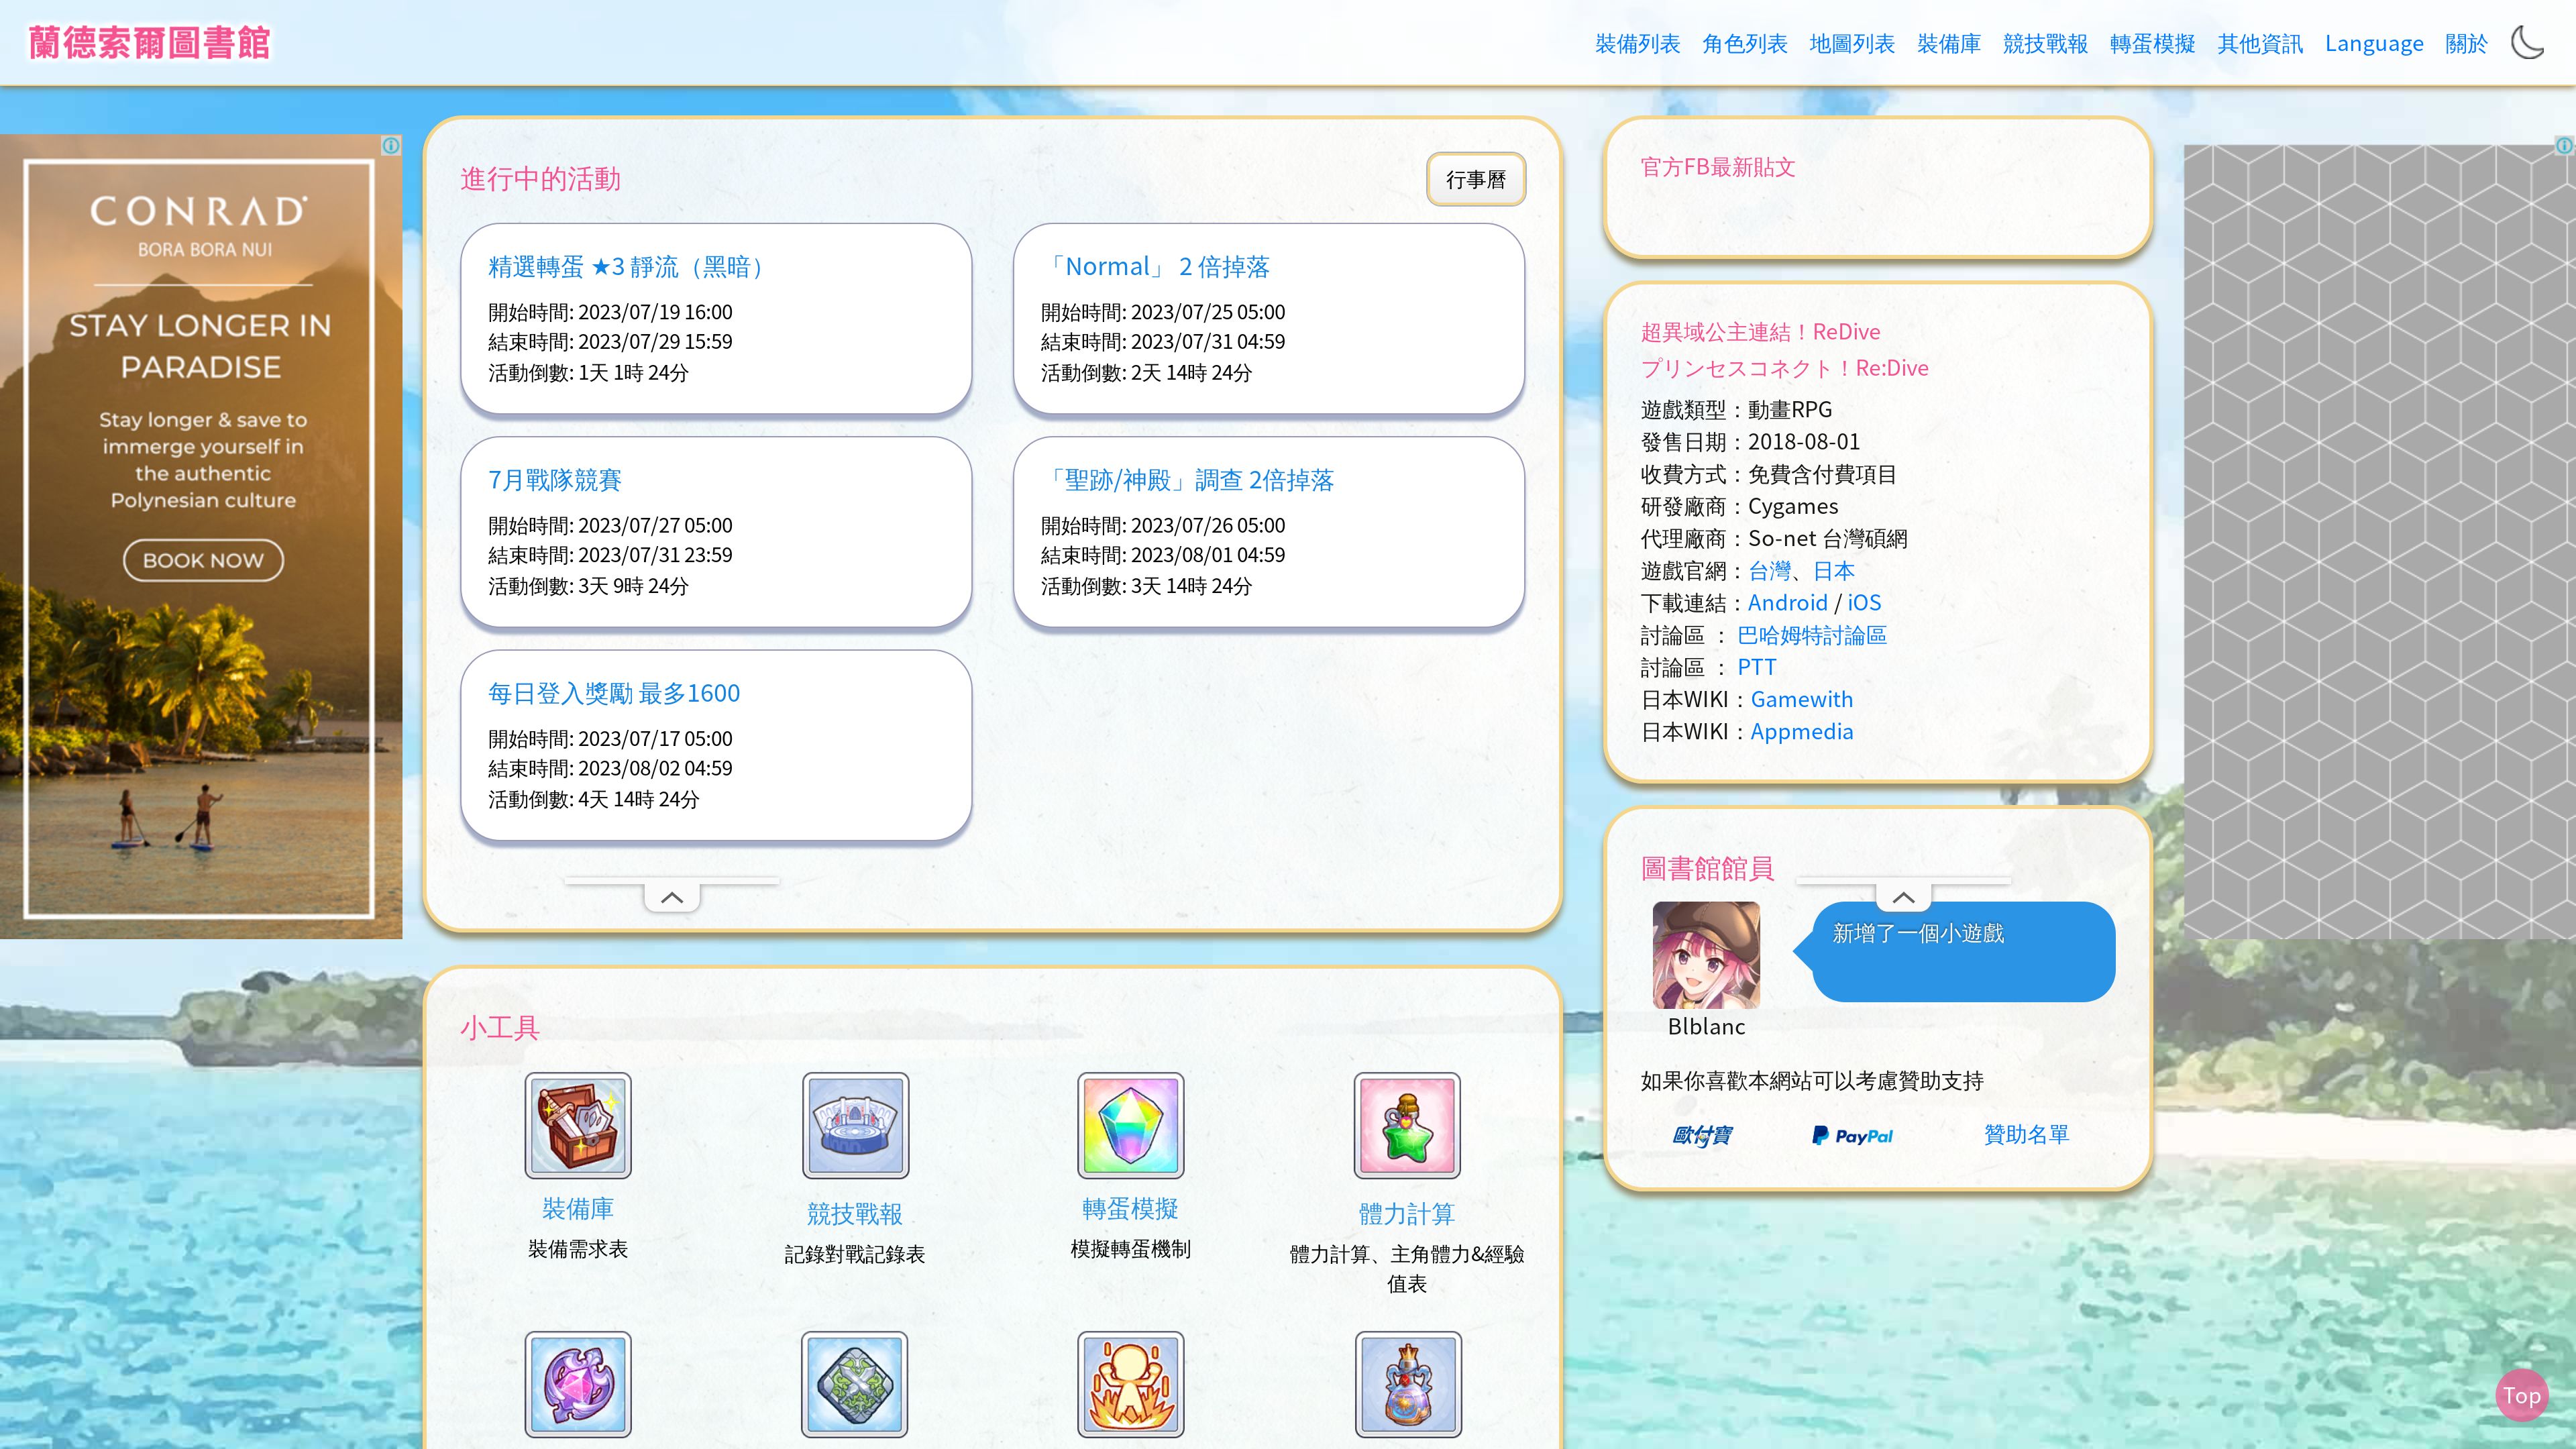 蘭德索爾圖書館
裝備列表 角色列表 地圖列表 裝備庫 競技戰報 轉蛋模擬 其他資訊 Language 關於
CONRAD
BORA BORA NUI
STAY LONGER IN
PARADISE
Stay longer & save to
immerge yourself in
the authentic
Polynesian culture
BOOK NOW
進行中的活動
行事曆
精選轉蛋 ★3 靜流（黑暗）
開始時間: 2023/07/19 16:00
結束時間: 2023/07/29 15:59
活動倒數: 1天 1時 24分
「Normal」 2 倍掉落
開始時間: 2023/07/25 05:00
結束時間: 2023/07/31 04:59
活動倒數: 2天 14時 24分
7月戰隊競賽
開始時間: 2023/07/27 05:00
結束時間: 2023/07/31 23:59
活動倒數: 3天 9時 24分
「聖跡/神殿」調查 2倍掉落
開始時間: 2023/07/26 05:00
結束時間: 2023/08/01 04:59
活動倒數: 3天 14時 24分
每日登入獎勵 最多1600
開始時間: 2023/07/17 05:00
結束時間: 2023/08/02 04:59
活動倒數: 4天 14時 24分
小工具
裝備庫
裝備需求表
競技戰報
記錄對戰記錄表
轉蛋模擬
模擬轉蛋機制
體力計算
體力計算、主角體力&經驗
值表
官方FB最新貼文
超異域公主連結！ReDive
プリンセスコネクト！Re:Dive
遊戲類型：動畫RPG
發售日期：2018-08-01
收費方式：免費含付費項目
研發廠商：Cygames
代理廠商：So-net 台灣碩網
遊戲官網：台灣、日本
下載連結：Android / iOS
討論區 ： 巴哈姆特討論區
討論區 ： PTT
日本WIKI：Gamewith
日本WIKI：Appmedia
圖書館館員
新增了一個小遊戲
Blblanc
如果你喜歡本網站可以考慮贊助支持
歐付寶 PayPal 贊助名單
Top